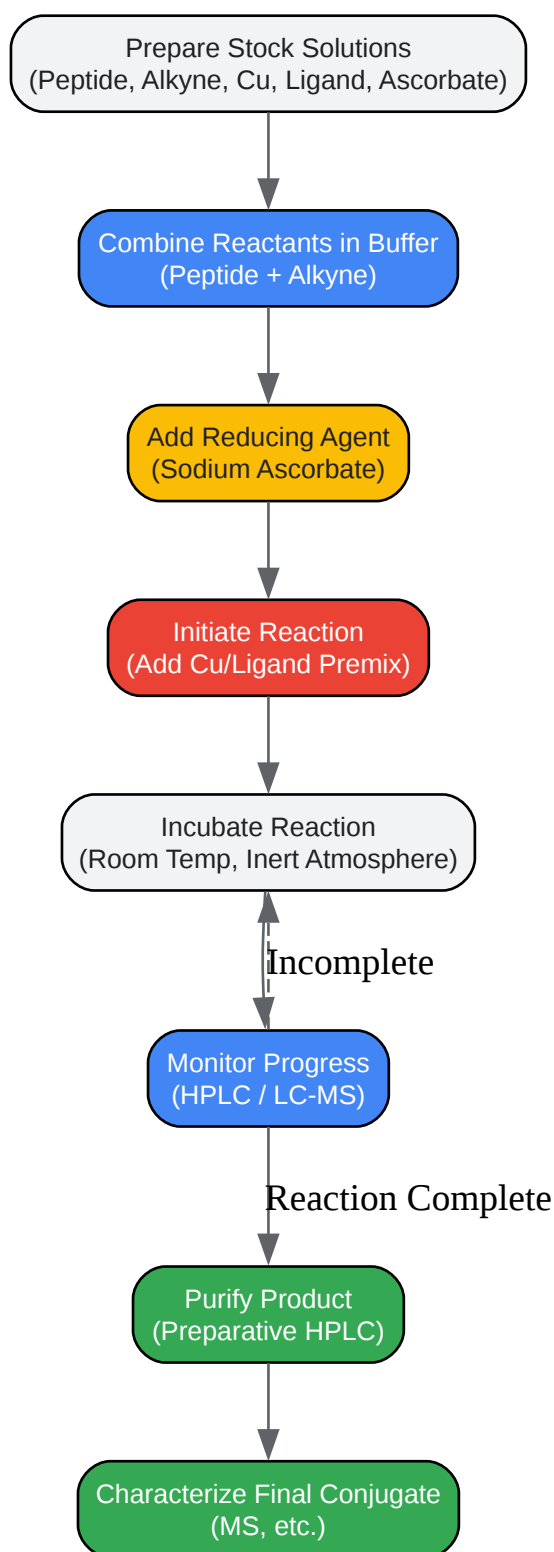 Prepare Stock Solutions
(Peptide, Alkyne, Cu, Ligand, Ascorbate)
Combine Reactants in Buffer
(Peptide + Alkyne)
Add Reducing Agent
(Sodium Ascorbate)
Initiate Reaction
(Add Cu/Ligand Premix)
Incubate Reaction
(Room Temp, Inert Atmosphere)
Incomplete
Monitor Progress
(HPLC / LC-MS)
Reaction Complete
Purify Product
(Preparative HPLC)
Characterize Final Conjugate
(MS, etc.)